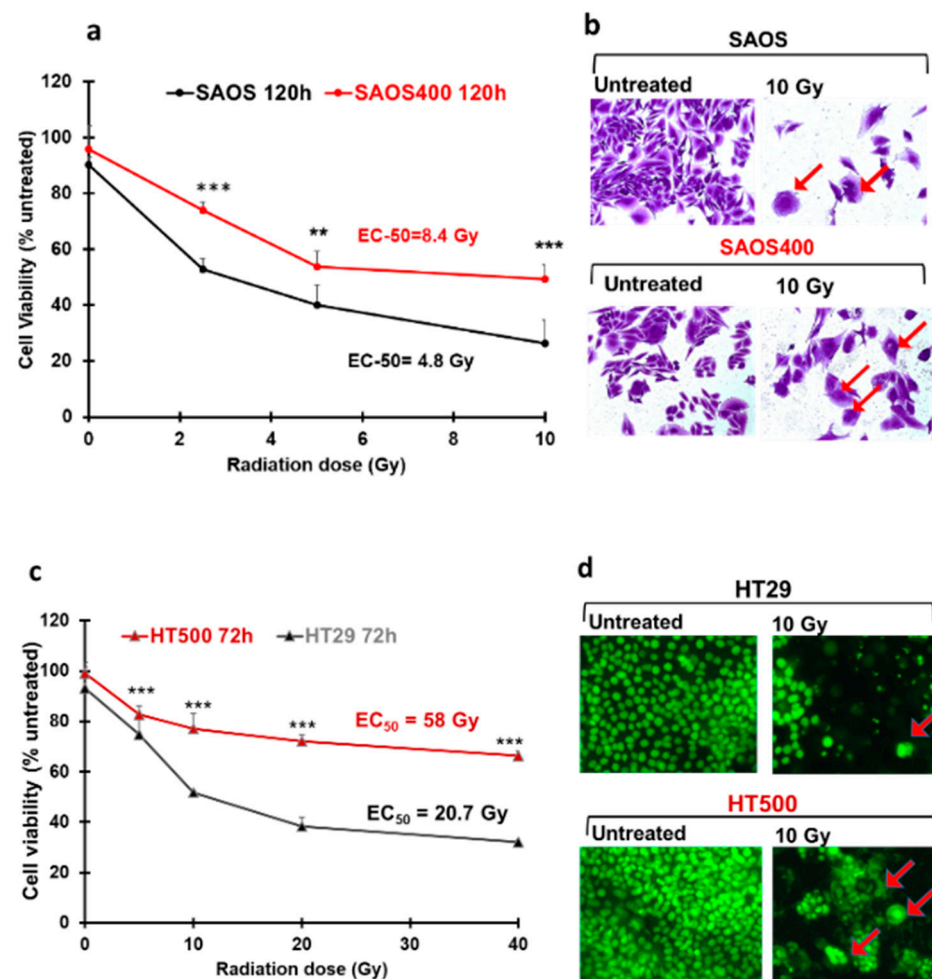 a
SAOS 120h SAOS400 120h
Cell Viability (% untreated)
120
100
80
60
40
20
0
*** ** ***
EC-50=8.4 Gy
EC-50= 4.8 Gy
0 2 4 6 8 10
Radiation dose (Gy)
b
SAOS
Untreated 10 Gy
SAOS400
Untreated 10 Gy
c
HT500 72h HT29 72h
Cell viability (% untreated)
120
100
80
60
40
20
0
*** *** *** ***
EC₅₀ = 58 Gy
EC₅₀ = 20.7 Gy
0 10 20 30 40
Radiation dose (Gy)
d
HT29
Untreated 10 Gy
HT500
Untreated 10 Gy